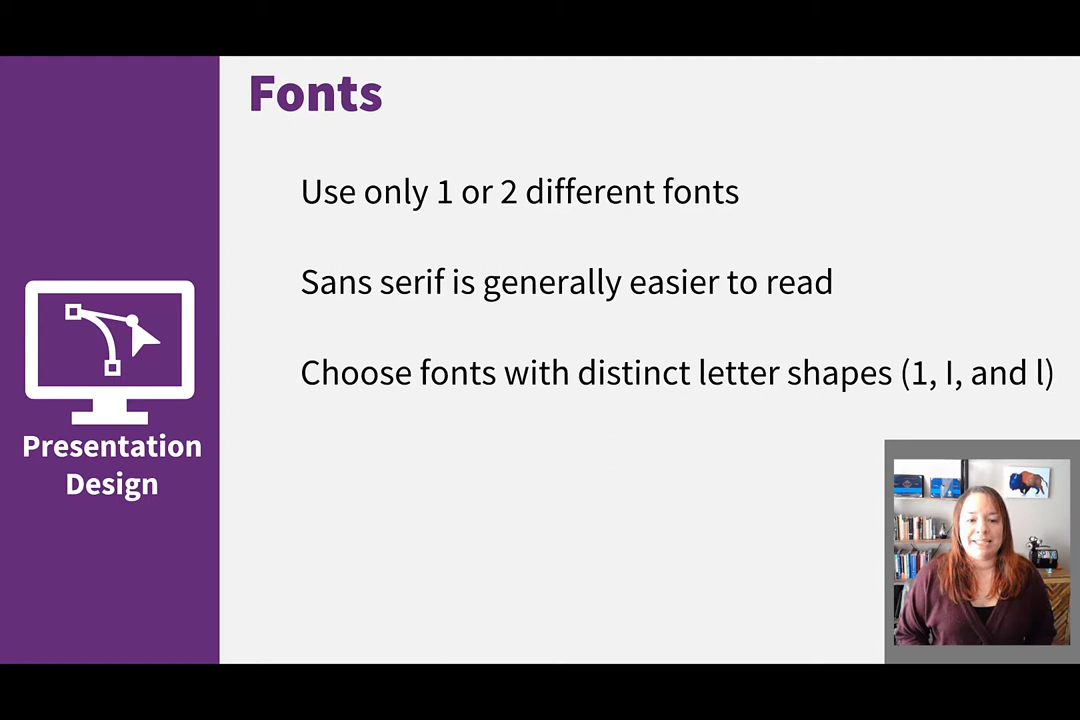 Fonts
Use only 1 or 2 different fonts
Sans serif is generally easier to read
Choose fonts with distinct letter shapes (1, I, and l)
Presentation
Design